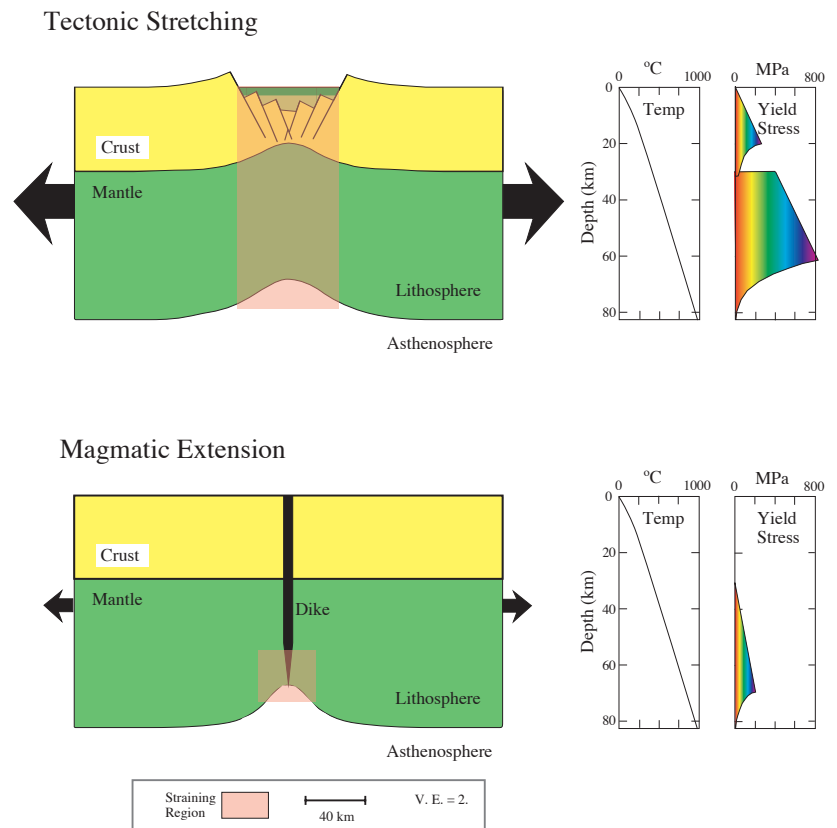 Tectonic Stretching
ºC
MPa
0
1000
0
800
Temp
Yield
Stress
Crust
Mantle
Lithosphere
Asthenosphere
Depth (km)
0
20
40
60
80
Magmatic Extension
ºC
MPa
0
1000
0
800
Temp
Yield
Stress
Crust
Mantle
Dike
Lithosphere
Asthenosphere
Depth (km)
0
20
40
60
80
Straining
Region
40 km
V. E. = 2.